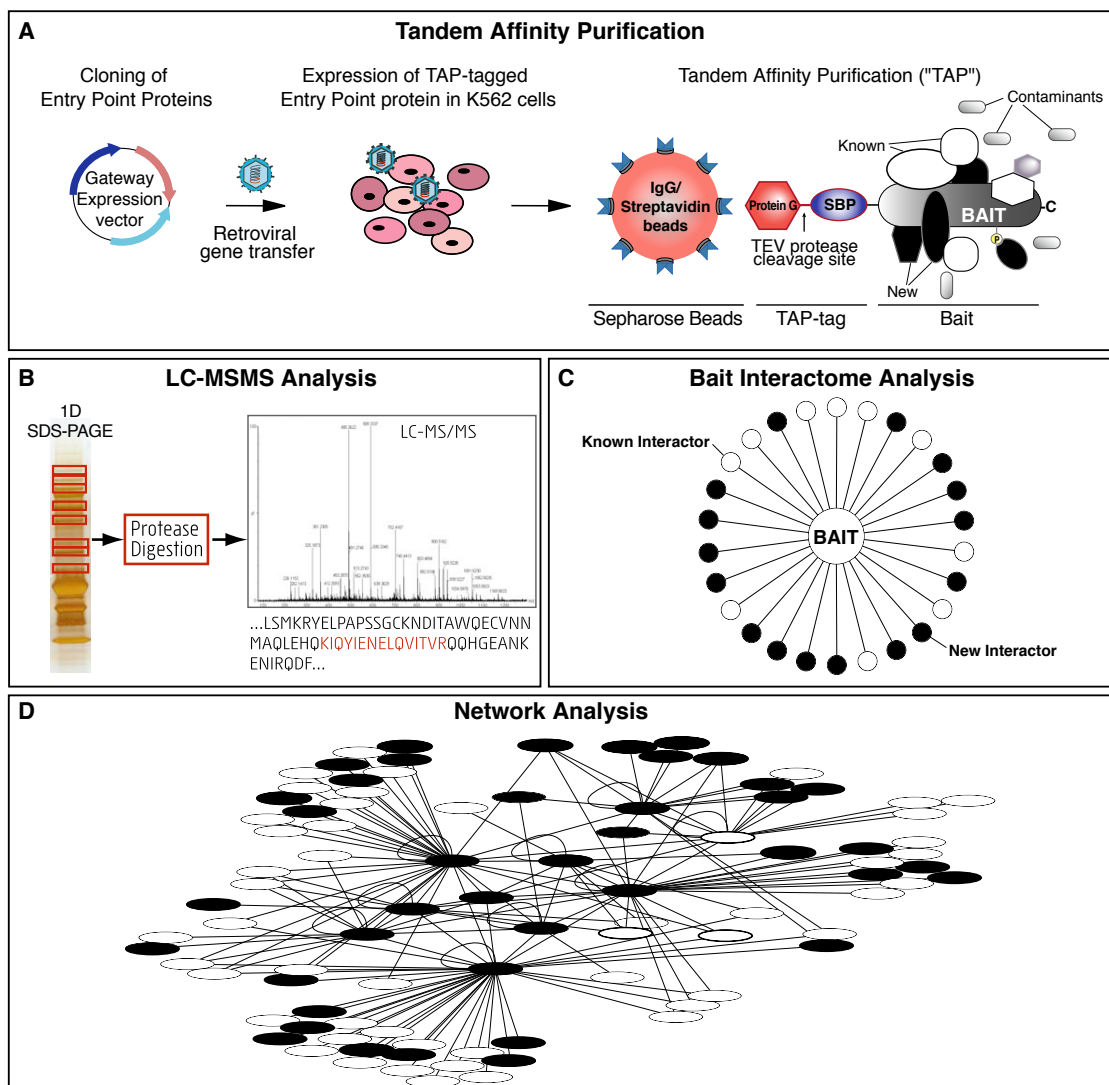 A
Tandem Affinity Purification
Cloning of
Entry Point Proteins
Expression of TAP-tagged
Entry Point protein in K562 cells
Tandem Affinity Purification ("TAP")
Contaminants
Known
Gateway
Expression
vector
Retroviral
gene transfer
IgG/
Streptavidin
beads
Protein G
SBP
BAIT
-C
P
TEV protease
cleavage site
New
Sepharose Beads
TAP-tag
Bait
B
LC-MSMS Analysis
1D
SDS-PAGE
Protease
Digestion
LC-MS/MS
...LSMKRYELPAPSSGCKNDITAWQECVNN
MAQLEHQKIQYIENELQVITVRQQHGEANK
ENIRQDF...
C
Bait Interactome Analysis
Known Interactor
BAIT
New Interactor
D
Network Analysis